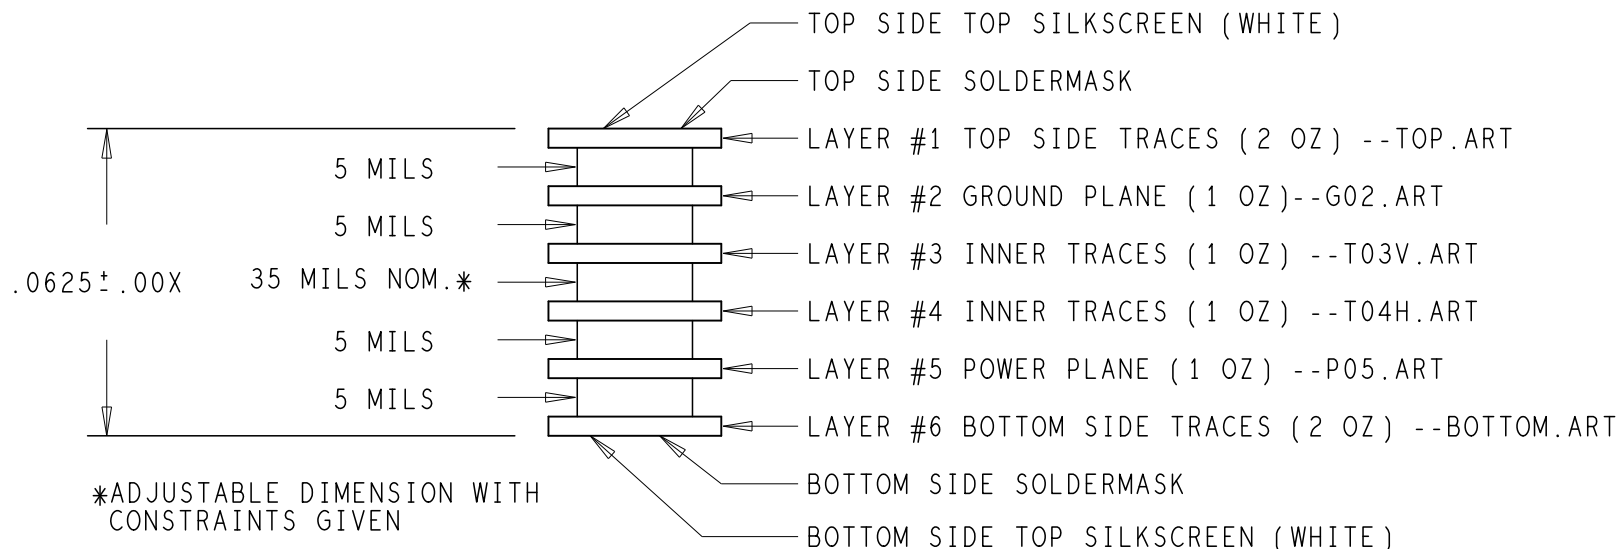 TOP SIDE TOP SILKSCREEN (WHITE)
TOP SIDE SOLDERMASK
LAYER #1 TOP SIDE TRACES (2 OZ) --TOP.ART
5 MILS
LAYER #2 GROUND PLANE (1 OZ)--G02.ART
5 MILS
LAYER #3 INNER TRACES (1 OZ) --T03V.ART
.0625±.00X
35 MILS NOM.*
LAYER #4 INNER TRACES (1 OZ) --T04H.ART
5 MILS
LAYER #5 POWER PLANE (1 OZ) --P05.ART
5 MILS
LAYER #6 BOTTOM SIDE TRACES (2 OZ) --BOTTOM.ART
BOTTOM SIDE SOLDERMASK
*ADJUSTABLE DIMENSION WITH
CONSTRAINTS GIVEN
BOTTOM SIDE TOP SILKSCREEN (WHITE)